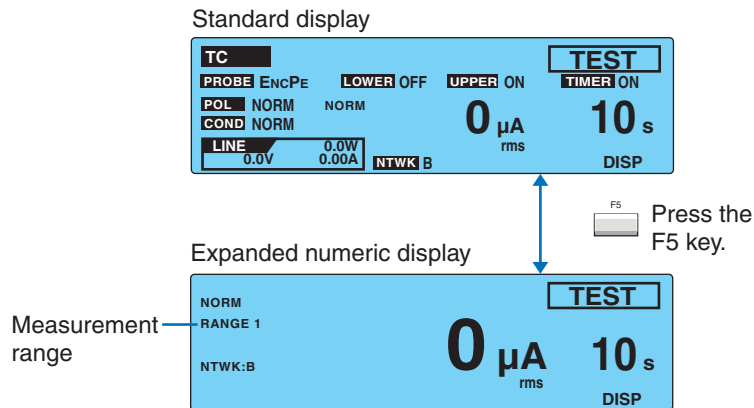 Standard display
TC
TEST
PROBE ENCPE LOWER OFF UPPER ON TIMER ON
POL NORM NORM
COND NORM
0 µA rms
10 s
LINE 0.0W
0.0V 0.00A
NTWK B
DISP
F5
Press the
F5 key.
Expanded numeric display
NORM
TEST
Measurement
range
RANGE 1
0 µA rms
10 s
NTWK:B
DISP